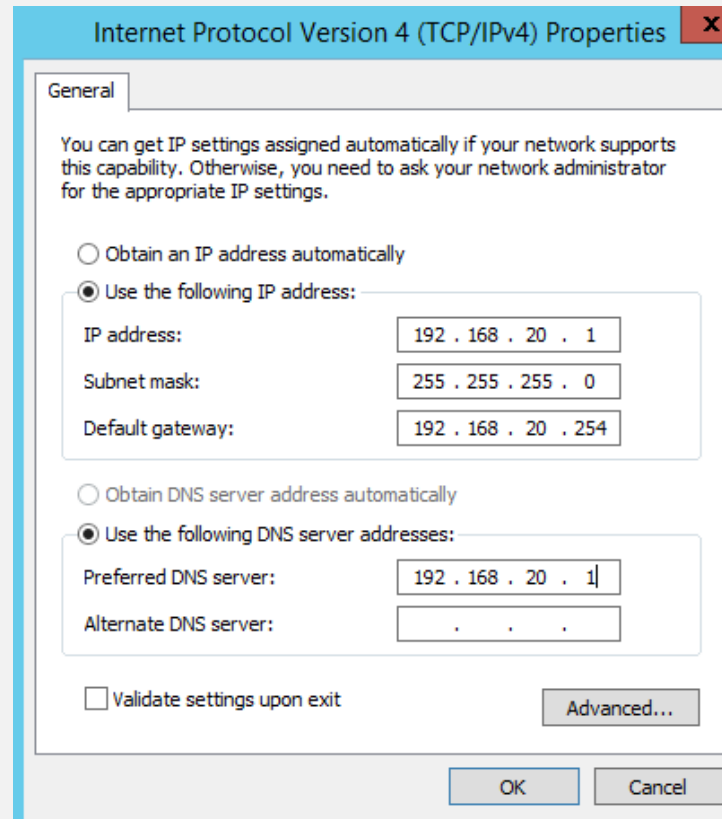 Internet Protocol Version 4 (TCP/IPv4) Properties
x
General
You can get IP settings assigned automatically if your network supports
this capability. Otherwise, you need to ask your network administrator
for the appropriate IP settings.
Obtain an IP address automatically
Use the following IP address:
IP address: 192 . 168 . 20 . 1
Subnet mask: 255 . 255 . 255 . 0
Default gateway: 192 . 168 . 20 . 254
Obtain DNS server address automatically
Use the following DNS server addresses:
Preferred DNS server: 192 . 168 . 20 . 1
Alternate DNS server: . . .
Validate settings upon exit
Advanced...
OK Cancel